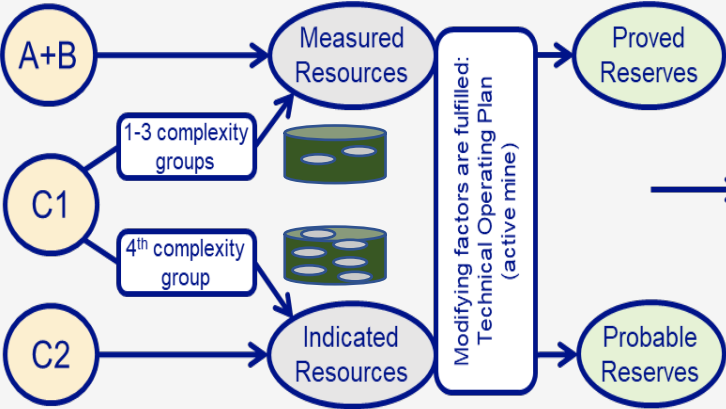 A+B
Measured
Resources
Proved
Reserves
1-3 complexity
groups
C1
4th complexity
group
Modifying factors are fulfilled:
Technical Operating Plan
(active mine)
C2
Indicated
Resources
Probable
Reserves